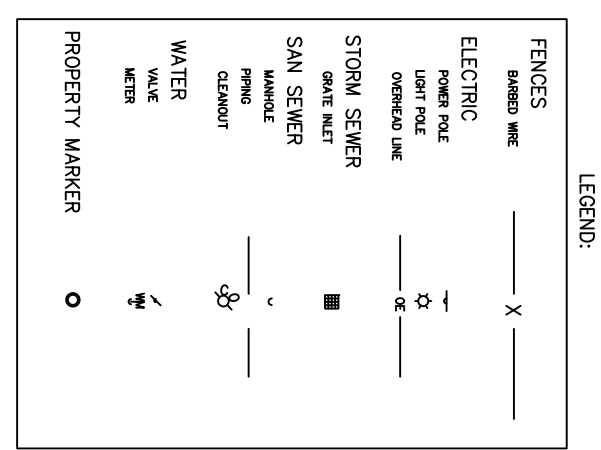 LEGEND:
FENCES
BARBED WIRE X
ELECTRIC
POWER POLE
LIGHT POLE
OVERHEAD LINE OE
STORM SEWER
GRATE INLET
SAN SEWER
MANHOLE
PIPING
CLEANOUT CO
WATER
VALVE
METER WM
PROPERTY MARKER